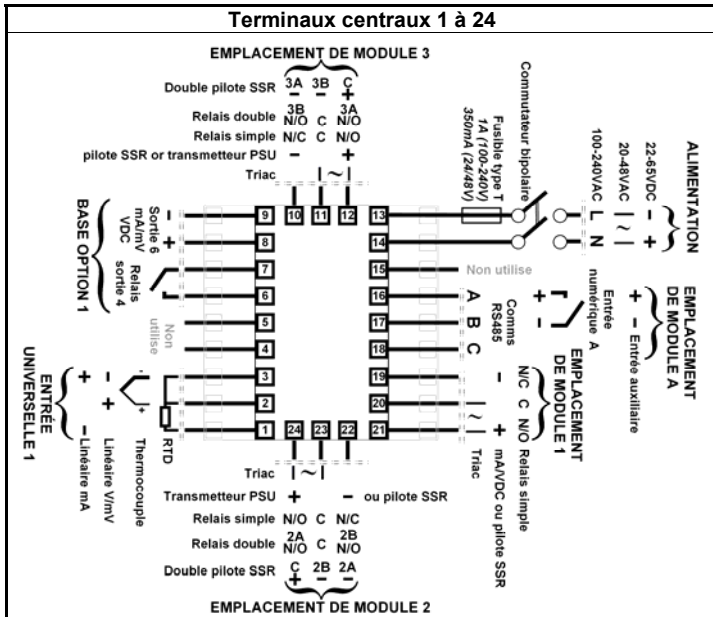 Terminaux centraux 1 à 24
EMPLACEMENT DE MODULE 3
Double pilote SSR 3A 3B C
− − +
3B 3A
Relais double N/O C N/O
Relais simple N/C C N/O
pilote SSR or transmetteur PSU − +
Triac | ~ |
10 11 12
Commutateur bipolaire
Fusible type T
1A (100-240V)
350mA (24/48V)
ALIMENTATION
22-65VDC − +
20-48VAC | ~ |
100-240VAC L N
BASE OPTION 1
Sortie 6
mA/mV
VDC
− +
Relais
sortie 4
Non
utilise
9
8
7
6
5
4
3
2
1
13
14
15
16
17
18
19
20
21
Non utilise
A B C
Comms
RS485
+ −
Entrée
numérique A
EMPLACEMENT
DE MODULE A
+ − Entrée auxiliaire
EMPLACEMENT
DE MODULE 1
N/C C N/O Relais simple
− + mA/VDC ou pilote SSR
| ~ | Triac
ENTRÉE
UNIVERSELLE 1
+ − Linéaire mA
− + Linéaire V/mV
- + Thermocouple
RTD
24 23 22
Triac | ~ |
Transmetteur PSU + − ou pilote SSR
Relais simple N/O C N/C
2A 2B
Relais double N/O C N/O
Double pilote SSR C 2B 2A
+ − −
EMPLACEMENT DE MODULE 2